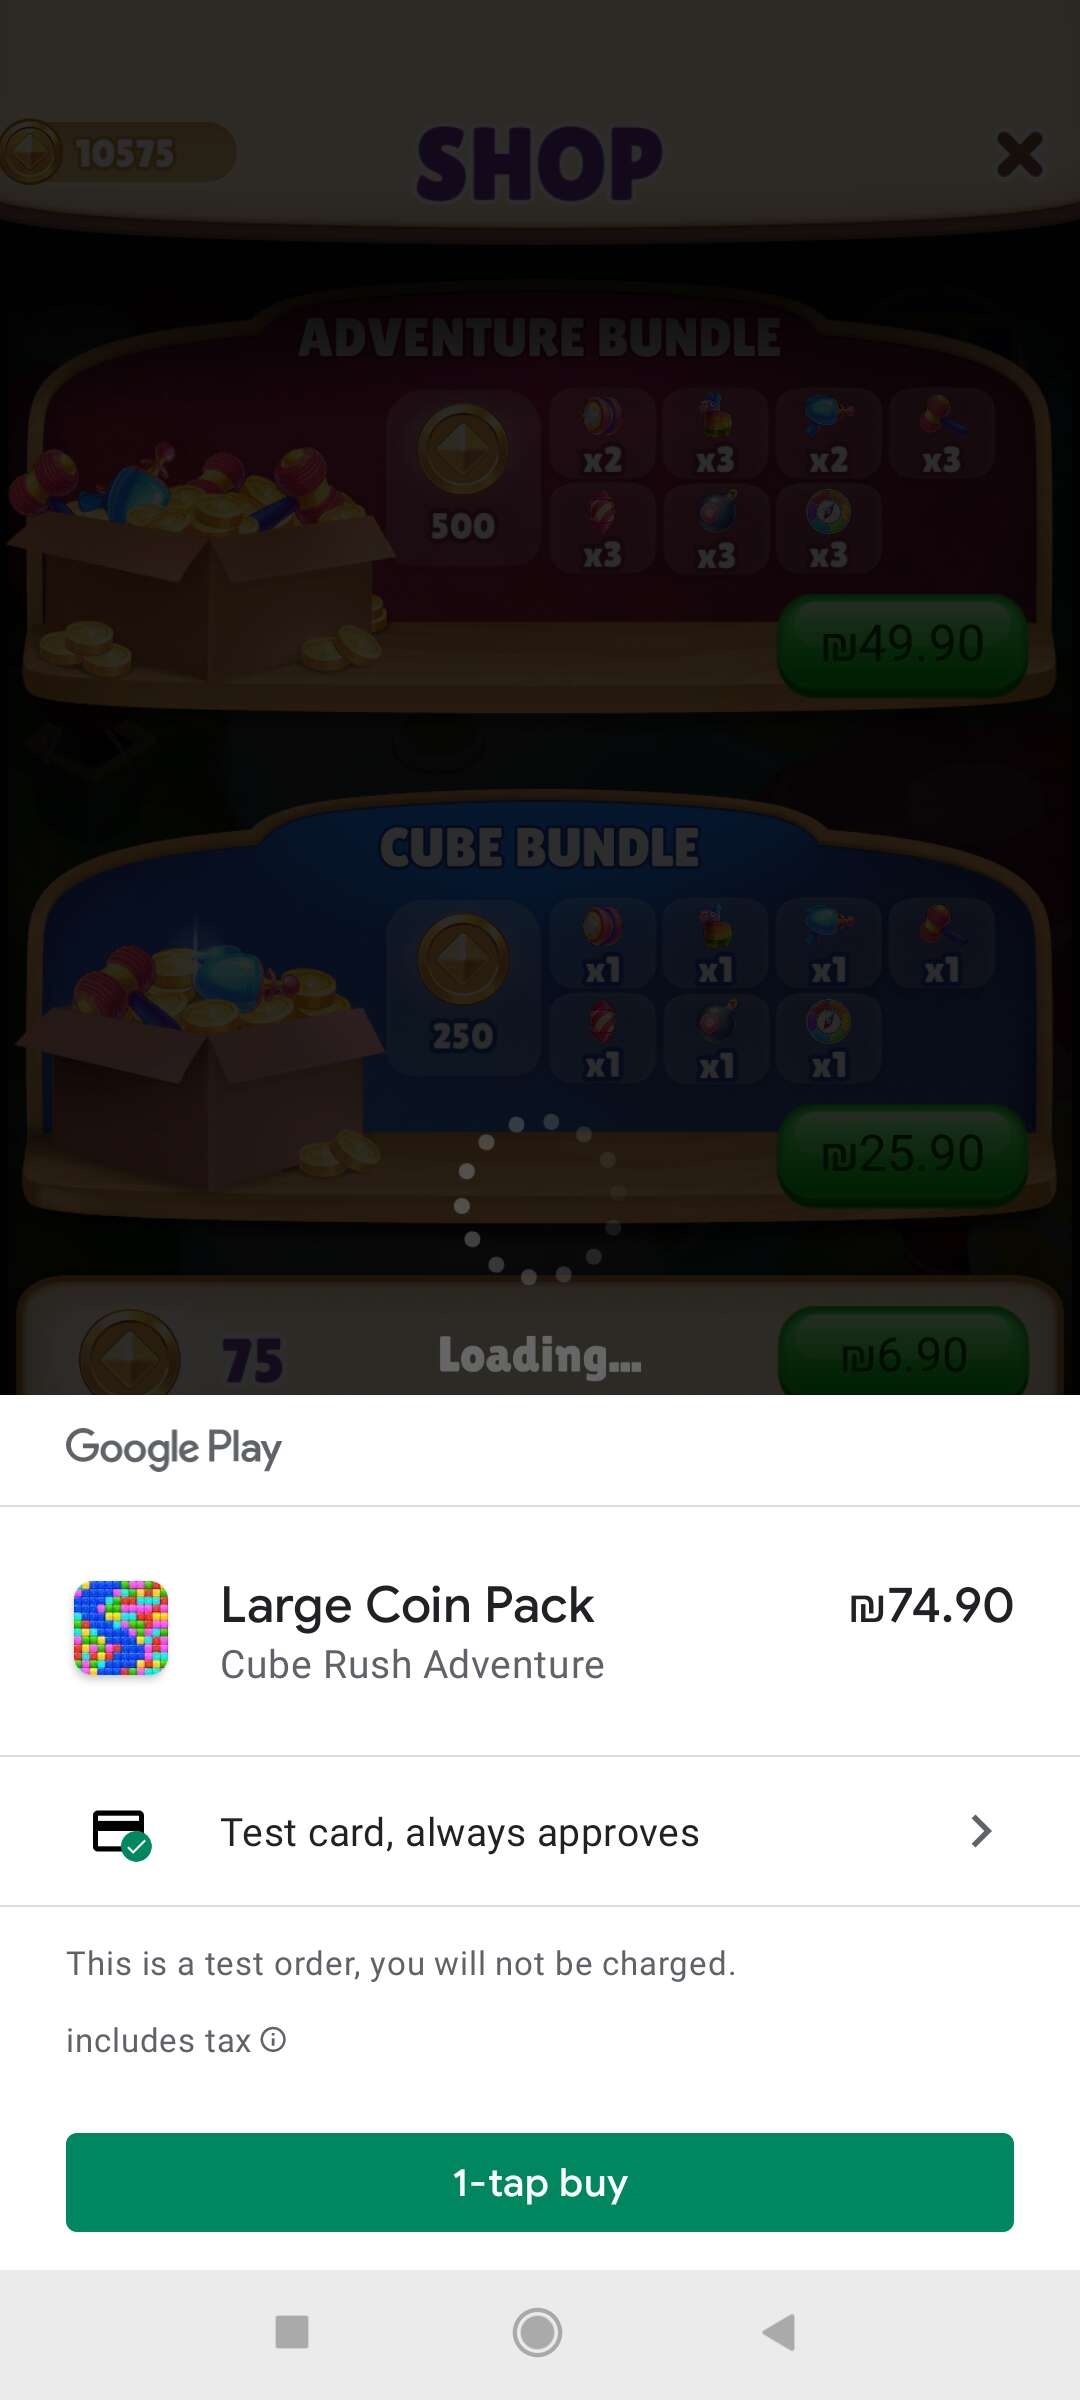 10575
SHOP
ADVENTURE BUNDLE
500
x2
x3
x2
x3
x3
x3
x3
₪49.90
CUBE BUNDLE
250
x1
x1
x1
x1
x1
x1
x1
₪25.90
75
₪6.90
Loading...
Google Play
Large Coin Pack
₪74.90
Cube Rush Adventure
Test card, always approves
This is a test order, you will not be charged.
includes tax
1-tap buy